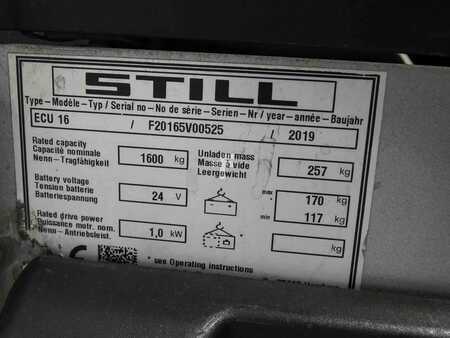 STILL
Type–Modèle–Typ / Serial no–No de série–Serien–Nr / year–année–Baujahr
ECU 16 / F20165V00525 / 2019
Rated capacity
Capacité nominale
Nenn-Tragfähigkeit
1600 kg
Unladen mass
Masse à vide
Leergewicht
257 kg
Battery voltage
Tension batterie
Batteriespannung
24 V
max 170 kg
min 117 kg
Rated drive power
Puissance motr. nom.
Nenn-Antriebsleist.
1,0 kW
kg
see Operating instructions